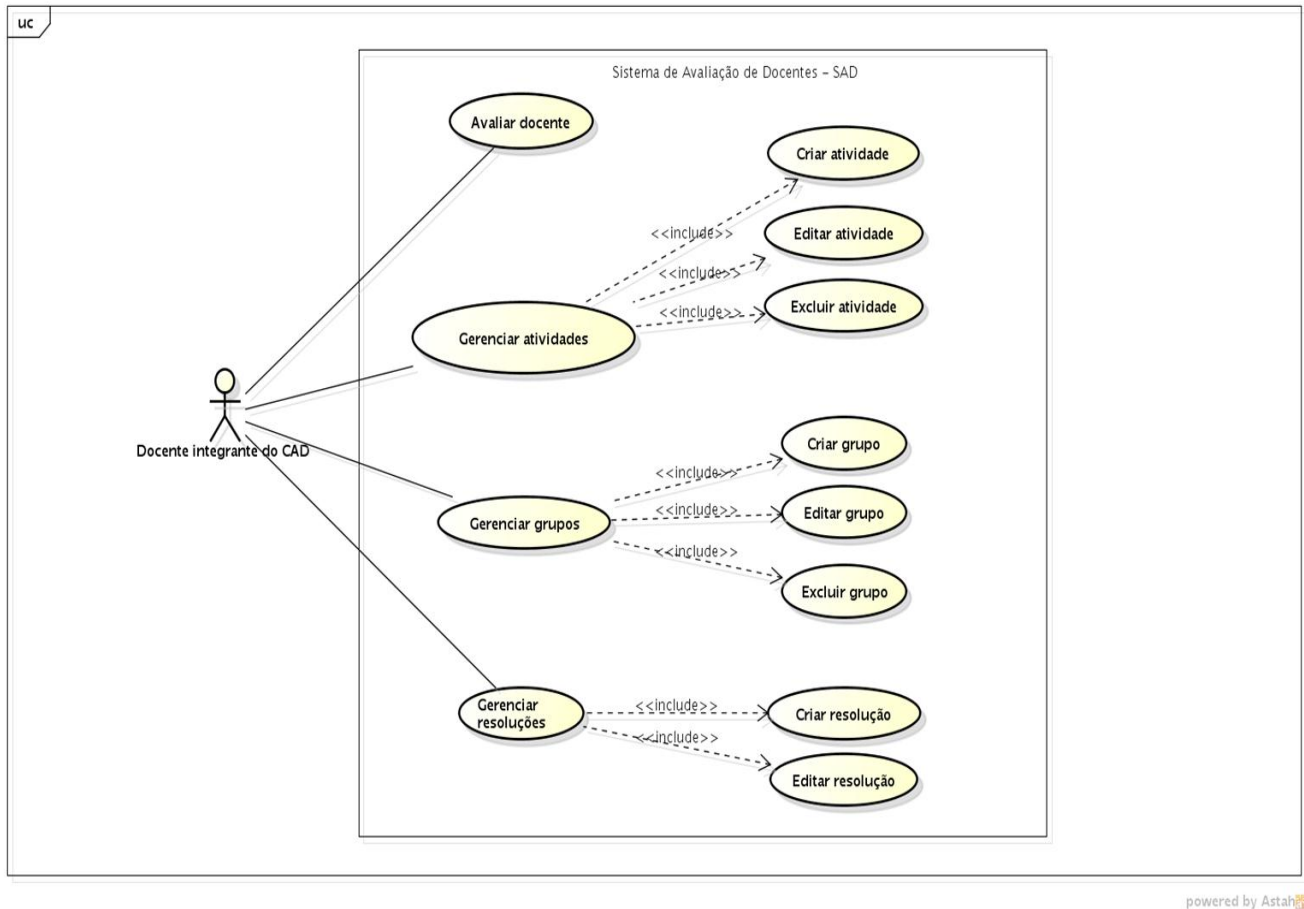 uc
Sistema de Avaliação de Docentes – SAD
Avaliar docente
Criar atividade
<<include>>
Editar atividade
<<include>>
Excluir atividade
<<include>>
Gerenciar atividades
Docente integrante do CAD
Criar grupo
<<include>>
Editar grupo
<<include>>
Gerenciar grupos
<<include>>
Excluir grupo
Gerenciar
resoluções
<<include>>
Criar resolução
<<include>>
Editar resolução
powered by Astah